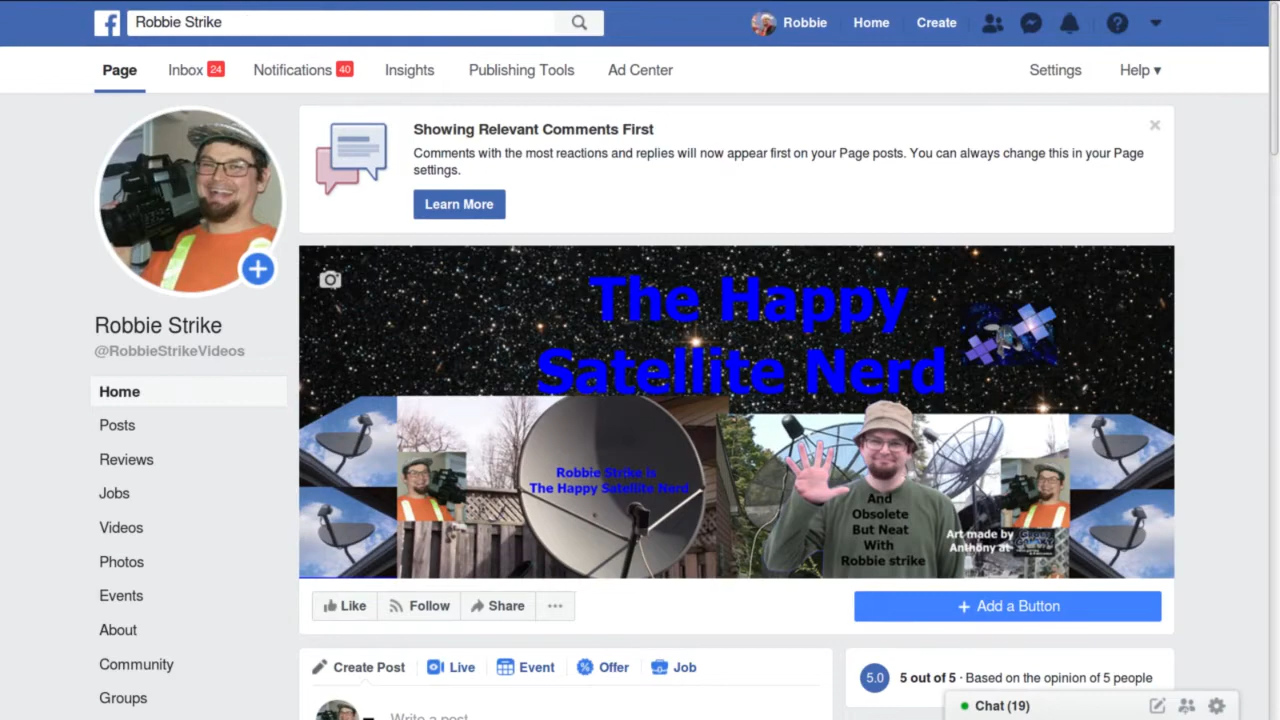 Robbie Strike
Robbie
Home
Create
Page
Inbox 24
Notifications 40
Insights
Publishing Tools
Ad Center
Settings
Help ▾
Showing Relevant Comments First
Comments with the most reactions and replies will now appear first on your Page posts. You can always change this in your Page
settings.
Learn More
The Happy
Satellite Nerd
Robbie Strike is
The Happy Satellite Nerd
And
Obsolete
But Neat
With
Robbie strike
Art made by
Anthony at-
Robbie Strike
@RobbieStrikeVideos
Home
Posts
Reviews
Jobs
Videos
Photos
Events
About
Community
Groups
Like
Follow
Share
+ Add a Button
Create Post
Live
Event
Offer
Job
Write a post
5.0
5 out of 5 · Based on the opinion of 5 people
Chat (19)